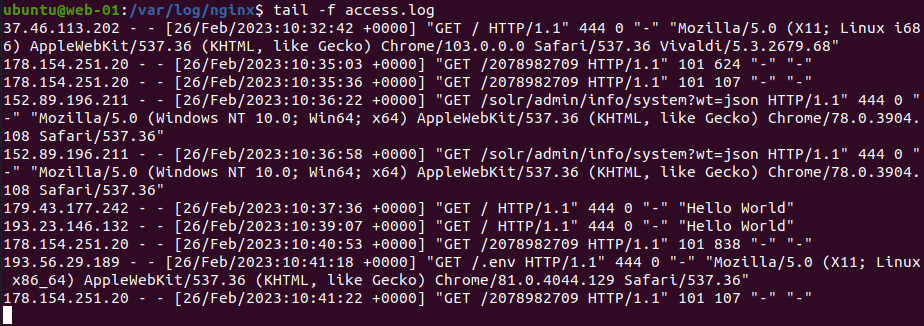 ubuntu@web-01:/var/log/nginx$ tail -f access.log
37.46.113.202 - - [26/Feb/2023:10:32:42 +0000] "GET / HTTP/1.1" 444 0 "-" "Mozilla/5.0 (X11; Linux i68
6) AppleWebKit/537.36 (KHTML, like Gecko) Chrome/103.0.0.0 Safari/537.36 Vivaldi/5.3.2679.68"
178.154.251.20 - - [26/Feb/2023:10:35:03 +0000] "GET /2078982709 HTTP/1.1" 101 624 "-" "-"
178.154.251.20 - - [26/Feb/2023:10:35:36 +0000] "GET /2078982709 HTTP/1.1" 101 107 "-" "-"
152.89.196.211 - - [26/Feb/2023:10:36:22 +0000] "GET /solr/admin/info/system?wt=json HTTP/1.1" 444 0 "
-" "Mozilla/5.0 (Windows NT 10.0; Win64; x64) AppleWebKit/537.36 (KHTML, like Gecko) Chrome/78.0.3904.
108 Safari/537.36"
152.89.196.211 - - [26/Feb/2023:10:36:58 +0000] "GET /solr/admin/info/system?wt=json HTTP/1.1" 444 0 "
-" "Mozilla/5.0 (Windows NT 10.0; Win64; x64) AppleWebKit/537.36 (KHTML, like Gecko) Chrome/78.0.3904.
108 Safari/537.36"
179.43.177.242 - - [26/Feb/2023:10:37:36 +0000] "GET / HTTP/1.1" 444 0 "-" "Hello World"
193.23.146.132 - - [26/Feb/2023:10:39:07 +0000] "GET / HTTP/1.1" 444 0 "-" "Hello World"
178.154.251.20 - - [26/Feb/2023:10:40:53 +0000] "GET /2078982709 HTTP/1.1" 101 838 "-" "-"
193.56.29.189 - - [26/Feb/2023:10:41:18 +0000] "GET /.env HTTP/1.1" 444 0 "-" "Mozilla/5.0 (X11; Linux
 x86_64) AppleWebKit/537.36 (KHTML, like Gecko) Chrome/81.0.4044.129 Safari/537.36"
178.154.251.20 - - [26/Feb/2023:10:41:22 +0000] "GET /2078982709 HTTP/1.1" 101 107 "-" "-"